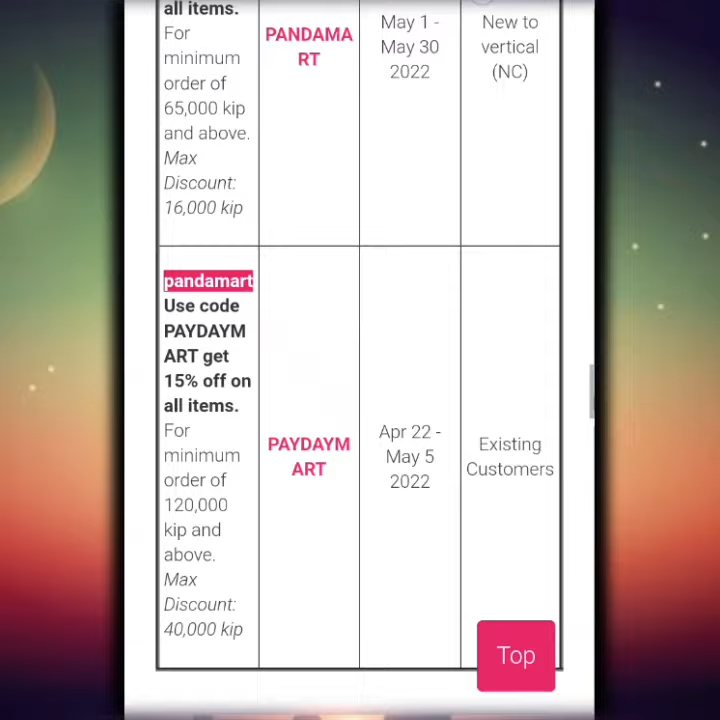 all items.
For
minimum
order of
65,000 kip
and above.
Max
Discount:
16,000 kip
PANDAMA
RT
May 1 -
May 30
2022
New to
vertical
(NC)
pandamart
Use code
PAYDAYM
ART get
15% off on
all items.
For
minimum
order of
120,000
kip and
above.
Max
Discount:
40,000 kip
PAYDAYM
ART
Apr 22 -
May 5
2022
Existing
Customers
Top